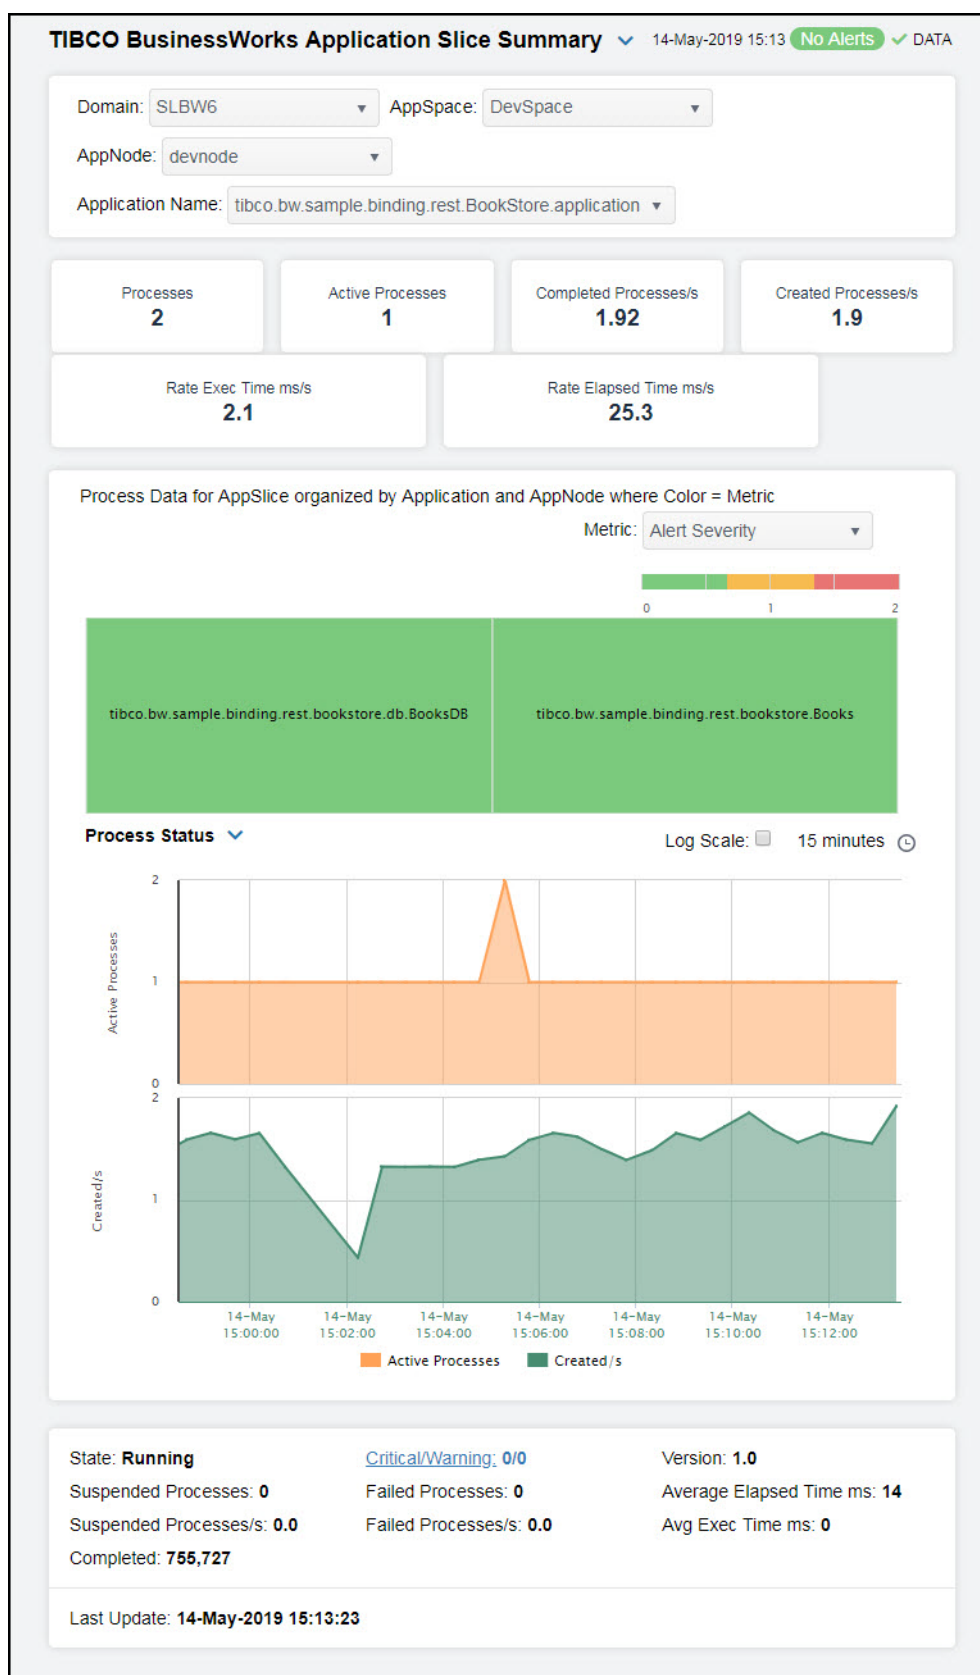 TIBCO BusinessWorks Application Slice Summary 14-May-2019 15:13 No Alerts DATA
Domain: SLBW6 AppSpace: DevSpace
AppNode: devnode
Application Name: tibco.bw.sample.binding.rest.BookStore.application
Processes Active Processes Completed Processes/s Created Processes/s
2 1 1.92 1.9
Rate Exec Time ms/s Rate Elapsed Time ms/s
2.1 25.3
Process Data for AppSlice organized by Application and AppNode where Color = Metric
Metric: Alert Severity
0 1 2
tibco.bw.sample.binding.rest.bookstore.db.BooksDB tibco.bw.sample.binding.rest.bookstore.Books
Process Status Log Scale: 15 minutes
2
Active Processes
1
0
2
Created/s
1
0
14-May 14-May 14-May 14-May 14-May 14-May 14-May
15:00:00 15:02:00 15:04:00 15:06:00 15:08:00 15:10:00 15:12:00
Active Processes Created/s
State: Running Critical/Warning: 0/0 Version: 1.0
Suspended Processes: 0 Failed Processes: 0 Average Elapsed Time ms: 14
Suspended Processes/s: 0.0 Failed Processes/s: 0.0 Avg Exec Time ms: 0
Completed: 755,727
Last Update: 14-May-2019 15:13:23